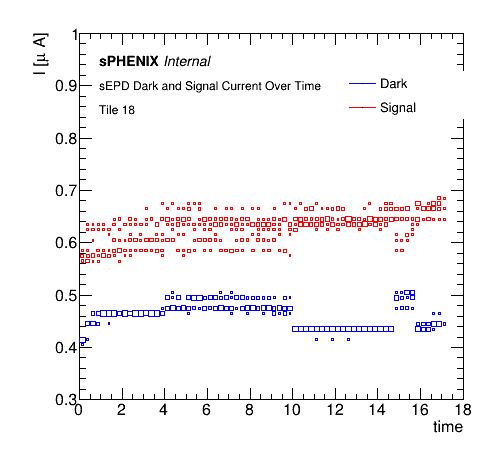 I [μ A]
1
0.9
0.8
0.7
0.6
0.5
0.4
0.3
sPHENIX Internal
sEPD Dark and Signal Current Over Time
Tile 18
Dark
Signal
0 2 4 6 8 10 12 14 16 18
time